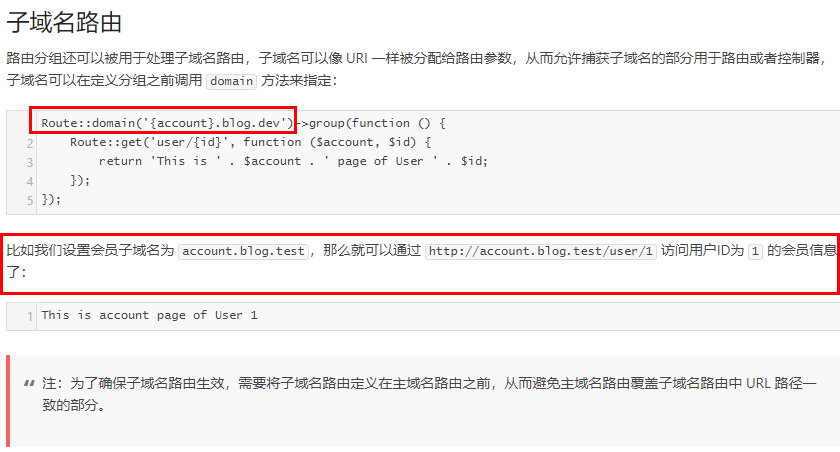 子域名路由
路由分组还可以被用于处理子域名路由，子域名可以像 URI 一样被分配给路由参数，从而允许捕获子域名的部分用于路由或者控制器，
子域名可以在定义分组之前调用 domain 方法来指定：
Route::domain('{account}.blog.dev')->group(function () {
2 Route::get('user/{id}', function ($account, $id) {
3 return 'This is ' . $account . ' page of User ' . $id;
4 });
5 });
比如我们设置会员子域名为 account.blog.test，那么就可以通过 http://account.blog.test/user/1 访问用户ID为 1 的会员信息
了：
1 This is account page of User 1
“ 注：为了确保子域名路由生效，需要将子域名路由定义在主域名路由之前，从而避免主域名路由覆盖子域名路由中 URL 路径一
致的部分。